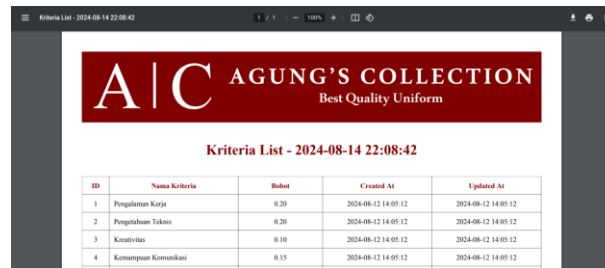 Kriteria List - 2024-08-14 22:08:42 1 / 1 100%
A|C AGUNG'S COLLECTION
Best Quality Uniform
Kriteria List - 2024-08-14 22:08:42
ID Nama Kriteria Bobot Created At Updated At
1 Pengalaman Kerja 0.20 2024-08-12 14:05:12 2024-08-12 14:05:12
2 Pengetahuan Teknis 0.20 2024-08-12 14:05:12 2024-08-12 14:05:12
3 Kreativitas 0.10 2024-08-12 14:05:12 2024-08-12 14:05:12
4 Kemampuan Komunikasi 0.15 2024-08-12 14:05:12 2024-08-12 14:05:12